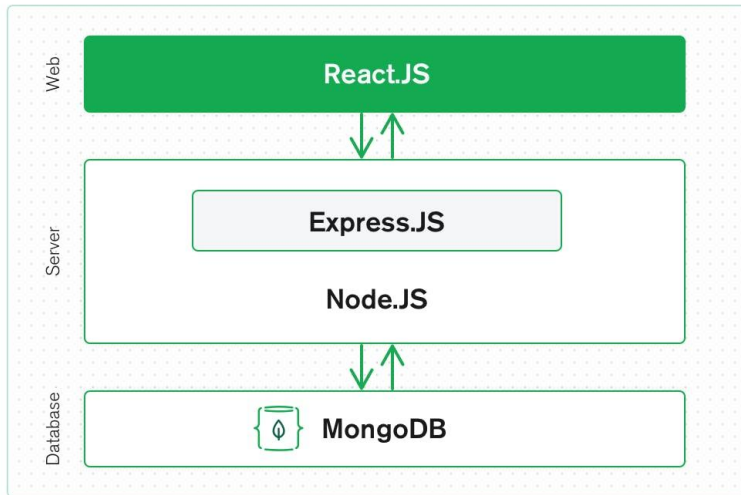 Web
React.JS
Server
Express.JS
Node.JS
Database
MongoDB